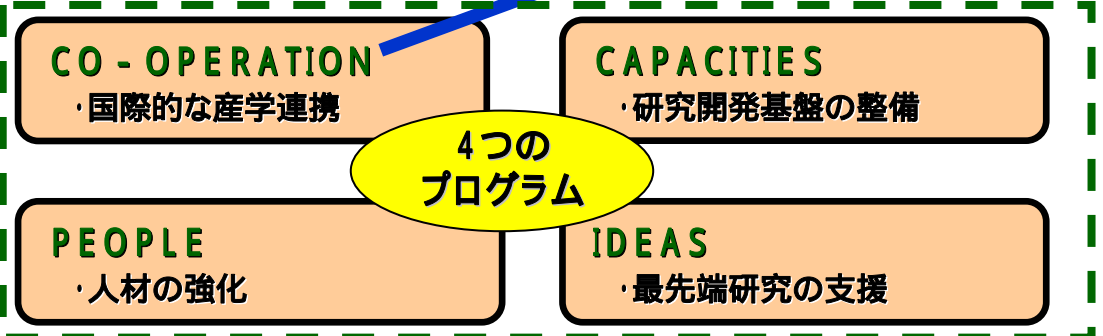 CO-OPERATION
・国際的な産学連携
CAPACITIES
・研究開発基盤の整備
4つの
プログラム
PEOPLE
・人材の強化
IDEAS
・最先端研究の支援